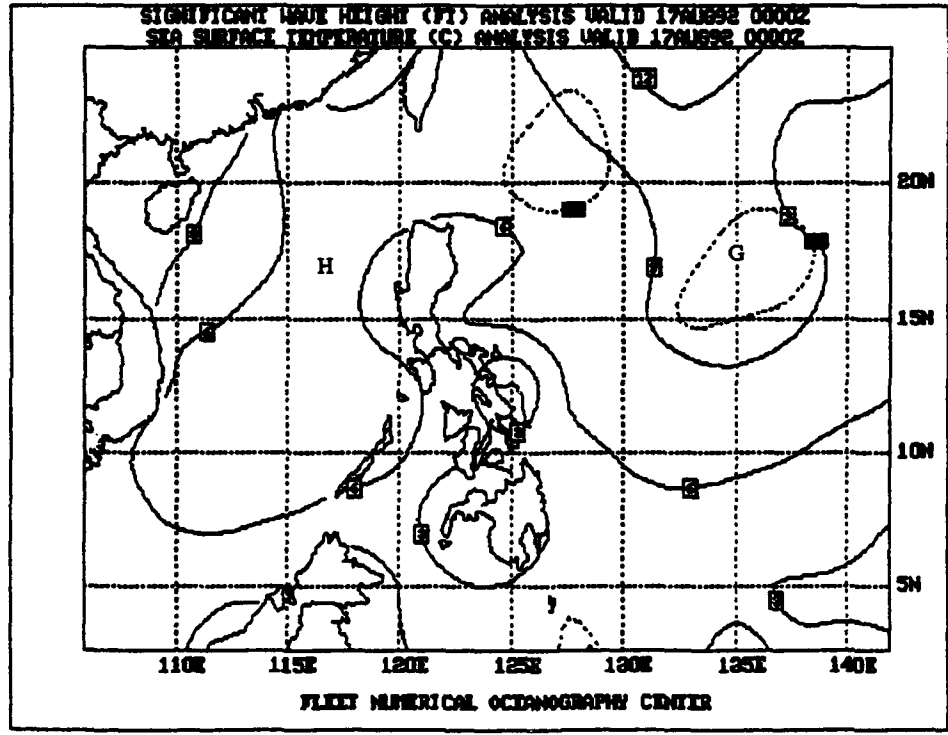 SIGNIFICANT WAVE HEIGHT (FT) ANALYSIS VALID 17AUG92 0000Z
SEA SURFACE TEMPERATURE (C) ANALYSIS VALID 17AUG92 0000Z
12
20N
G
H
15N
10N
5N
110E 115E 120E 125E 130E 135E 140E
FLEET NUMERICAL OCEANOGRAPHY CENTER